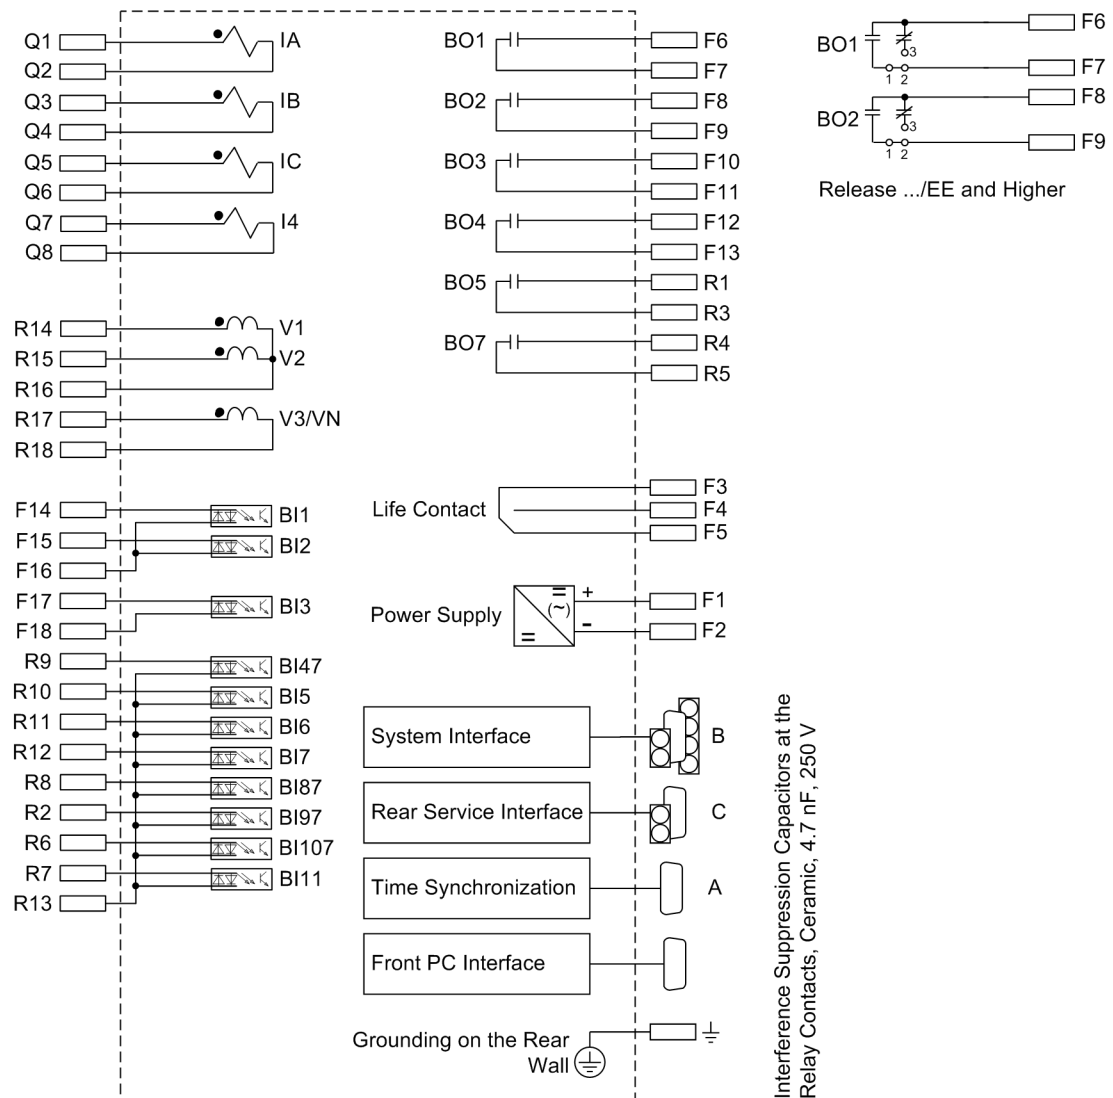 Q1
IA
Q2
Q3
IB
Q4
Q5
IC
Q6
Q7
I4
Q8
R14
V1
R15
V2
R16
R17
V3/VN
R18
F14
BI1
F15
BI2
F16
F17
BI3
F18
R9
BI47
R10
BI5
R11
BI6
R12
BI7
R8
BI87
R2
BI97
R6
BI107
R7
BI11
R13
BO1
F6
F7
BO2
F8
F9
BO3
F10
F11
BO4
F12
F13
BO5
R1
R3
BO7
R4
R5
Life Contact
F3
F4
F5
Power Supply
=
(~)
=
+
-
F1
F2
System Interface
B
Rear Service Interface
C
Time Synchronization
A
Front PC Interface
Grounding on the Rear
Wall
BO1
3
1 2
F6
F7
BO2
3
1 2
F8
F9
Release .../EE and Higher
Interference Suppression Capacitors at the
Relay Contacts, Ceramic, 4.7 nF, 250 V